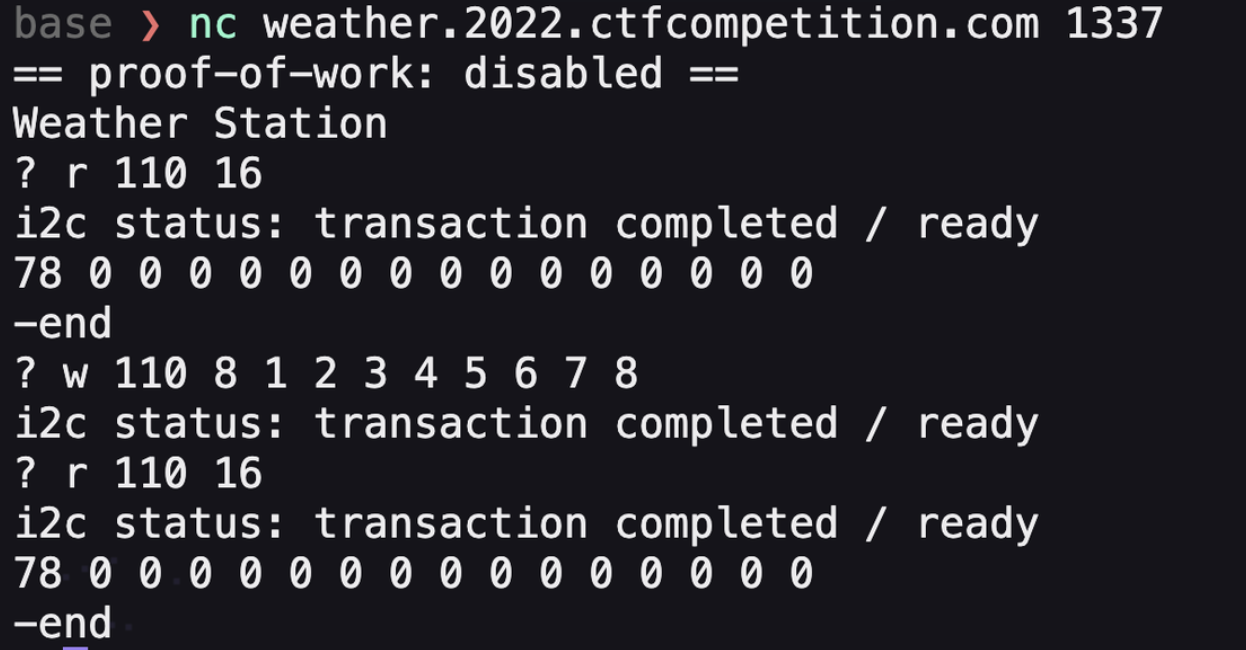 base ❯ nc weather.2022.ctfcompetition.com 1337
== proof-of-work: disabled ==
Weather Station
? r 110 16
i2c status: transaction completed / ready
78 0 0 0 0 0 0 0 0 0 0 0 0 0 0 0
-end
? w 110 8 1 2 3 4 5 6 7 8
i2c status: transaction completed / ready
? r 110 16
i2c status: transaction completed / ready
78 0 0 0 0 0 0 0 0 0 0 0 0 0 0 0
-end